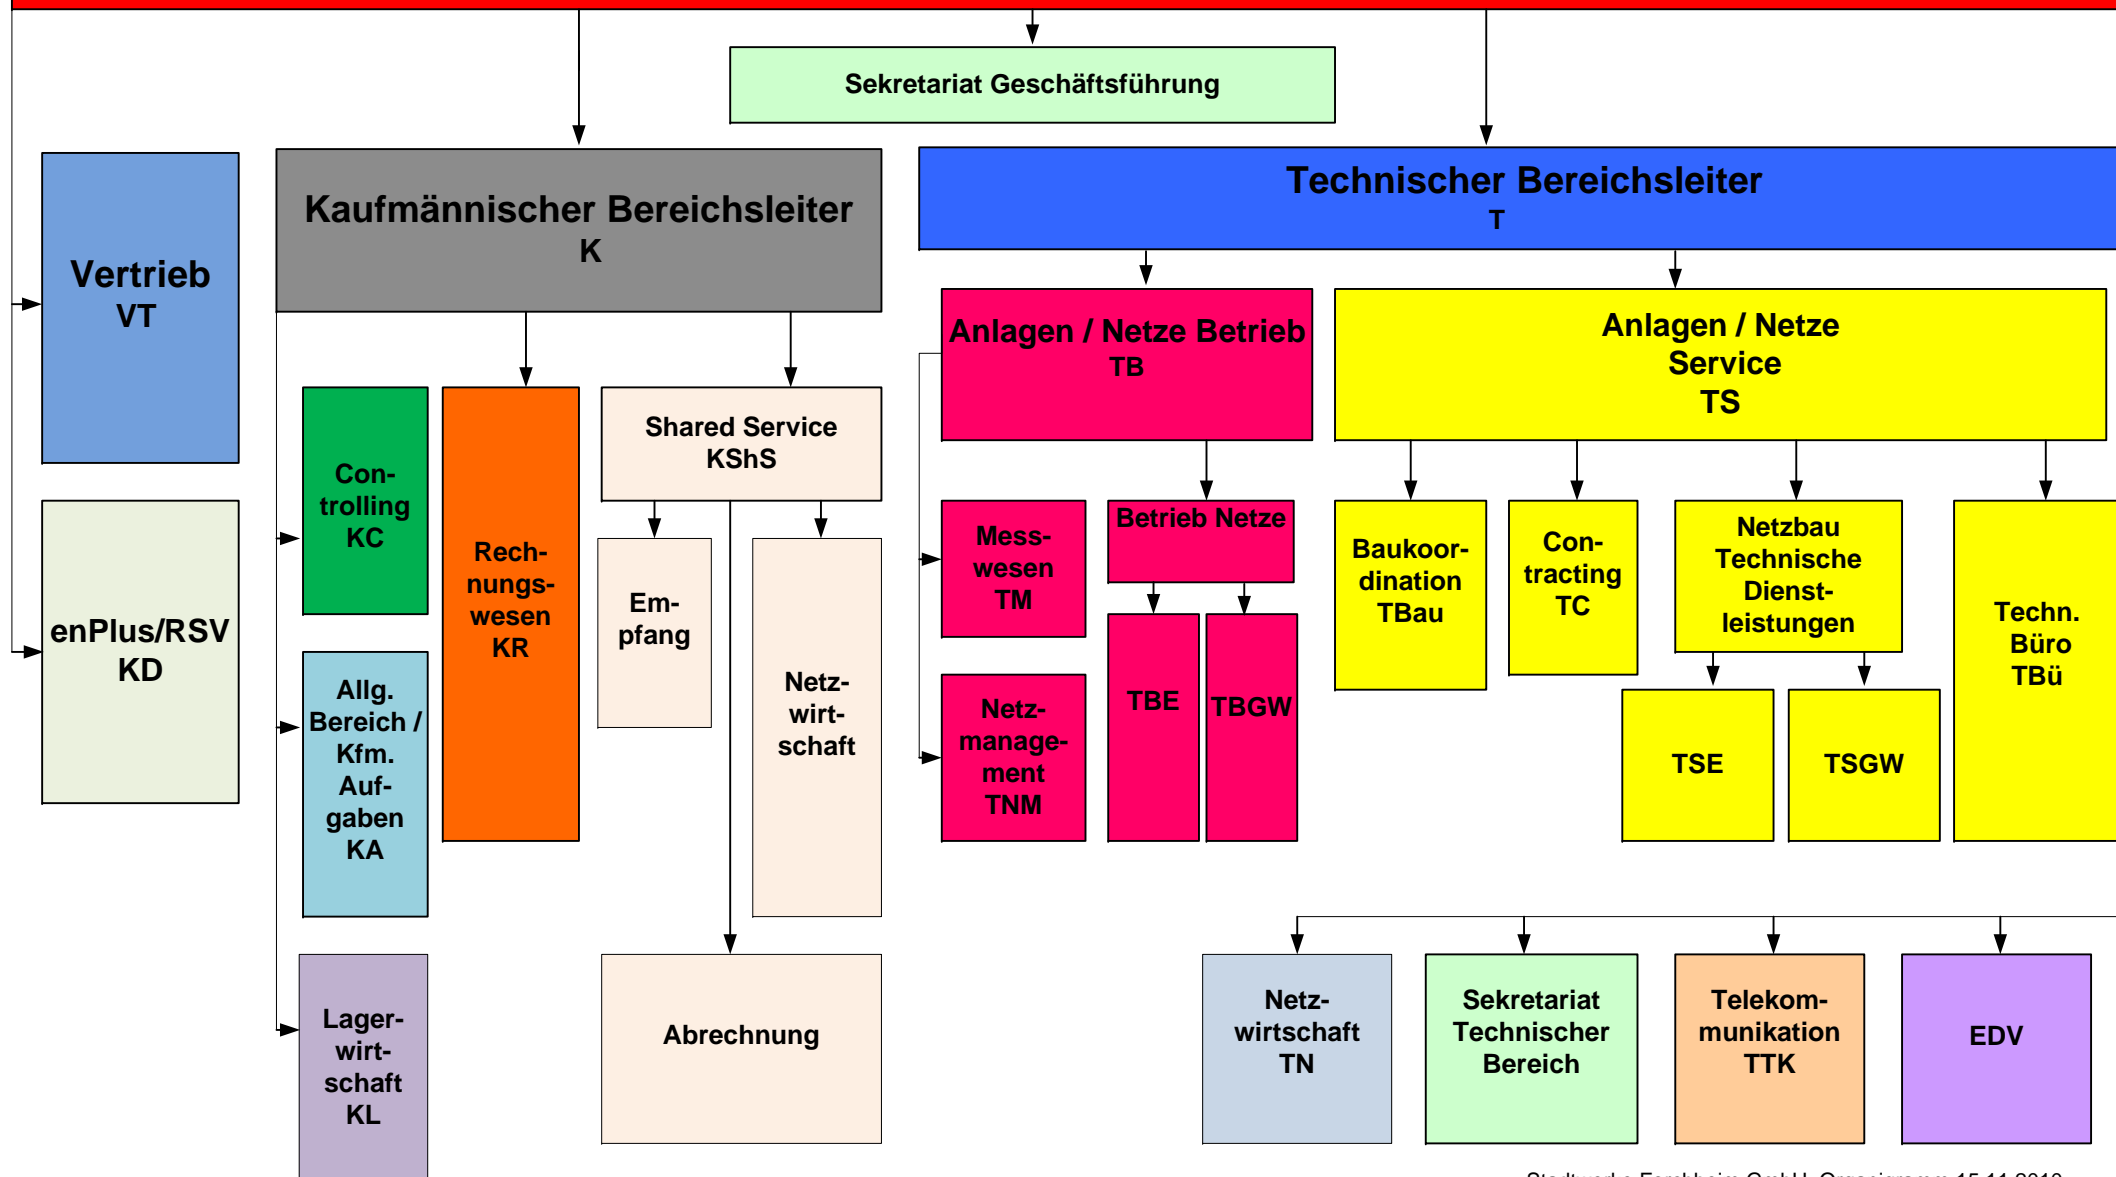 Sekretariat Geschäftsführung
Vertrieb
VT
enPlus/RSV
KD
Kaufmännischer Bereichsleiter
K
Con-
trolling
KC
Allg.
Bereich /
Kfm.
Auf-
gaben
KA
Lager-
wirt-
schaft
KL
Rech-
nungs-
wesen
KR
Shared Service
KShS
Em-
pfang
Netz-
wirt-
schaft
Abrechnung
Technischer Bereichsleiter
T
Anlagen / Netze Betrieb
TB
Mess-
wesen
TM
Netz-
manage-
ment
TNM
Betrieb Netze
TBE
TBGW
Anlagen / Netze
Service
TS
Baukoor-
dination
TBau
Con-
tracting
TC
Netzbau
Technische
Dienst-
leistungen
TSE
TSGW
Techn.
Büro
TBü
Netz-
wirtschaft
TN
Sekretariat
Technischer
Bereich
Telekom-
munikation
TTK
EDV